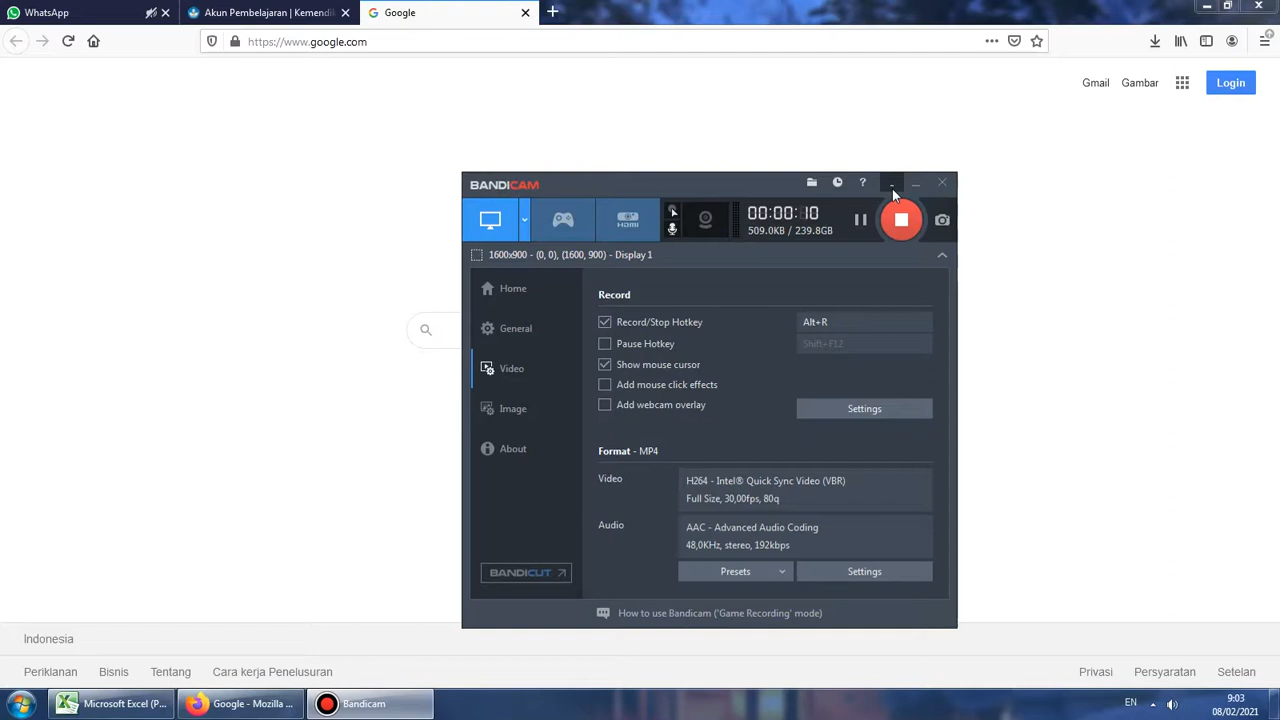 WhatsApp
Akun Pembelajaran | Kemendik
Google
https://www.google.com
Gmail
Gambar
Login
BANDICAM
00:00:10
509.0KB / 239.8GB
HDMI
1600x900 - (0, 0), (1600, 900) - Display 1
Home
General
Video
Image
About
BANDICUT
Record
Record/Stop Hotkey
Alt+R
Pause Hotkey
Shift+F12
Show mouse cursor
Add mouse click effects
Add webcam overlay
Settings
Format - MP4
Video
H264 - Intel® Quick Sync Video (VBR)
Full Size, 30,00fps, 80q
Audio
AAC - Advanced Audio Coding
48,0KHz, stereo, 192kbps
Presets
Settings
How to use Bandicam ('Game Recording' mode)
Indonesia
Periklanan
Bisnis
Tentang
Cara kerja Penelusuran
Privasi
Persyaratan
Setelan
Microsoft Excel (P...
Google - Mozilla ...
Bandicam
EN
9:03
08/02/2021